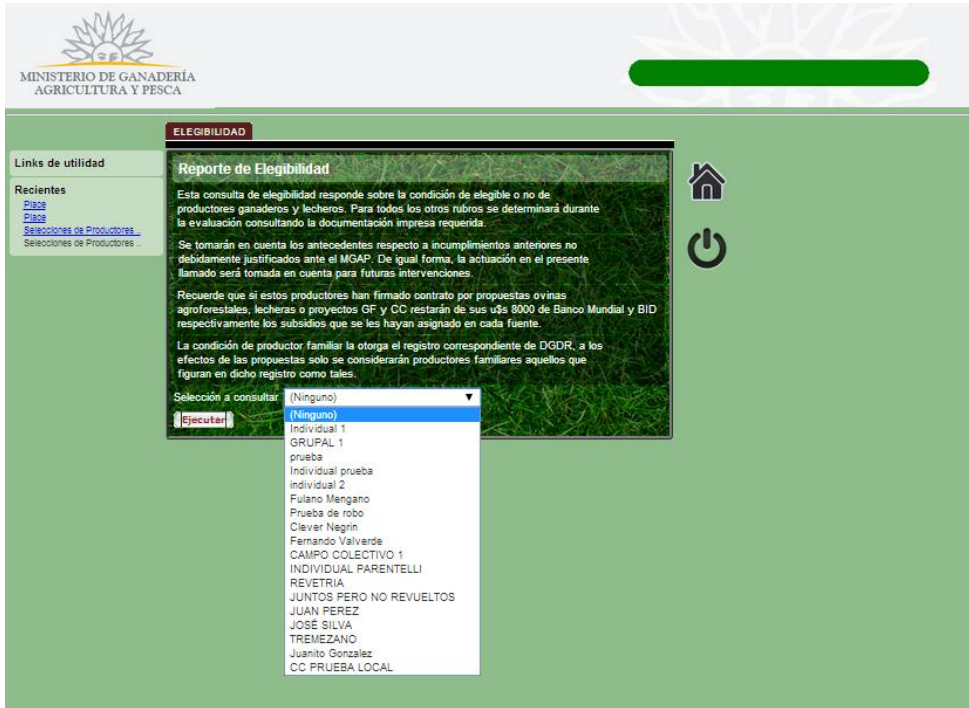 MINISTERIO DE GANADERÍA
AGRICULTURA Y PESCA
ELEGIBILIDAD
Links de utilidad
Recientes
Place
Place
Selecciones de Productores ..
Selecciones de Productores ..
Reporte de Elegibilidad
Esta consulta de elegibilidad responde sobre la condición de elegible o no de
productores ganaderos y lecheros. Para todos los otros rubros se determinará durante
la evaluación consultando la documentación impresa requerida.
Se tomarán en cuenta los antecedentes respecto a incumplimientos anteriores no
debidamente justificados ante el MGAP. De igual forma, la actuación en el presente
llamado será tomada en cuenta para futuras intervenciones.
Recuerde que si estos productores han firmado contrato por propuestas ovinas
agroforestales, lecheras o proyectos GF y CC restarán de sus u$s 8000 de Banco Mundial y BID
respectivamente los subsidios que se les hayan asignado en cada fuente.
La condición de productor familiar la otorga el registro correspondiente de DGDR, a los
efectos de las propuestas solo se considerarán productores familiares aquellos que
figuran en dicho registro como tales.
Selección a consultar (Ninguno)
Ejecutar
(Ninguno)
Individual 1
GRUPAL 1
prueba
Individual prueba
individual 2
Fulano Mengano
Prueba de robo
Clever Negrin
Fernando Valverde
CAMPO COLECTIVO 1
INDIVIDUAL PARENTELLI
REVETRIA
JUNTOS PERO NO REVUELTOS
JUAN PEREZ
JOSÉ SILVA
TREMEZANO
Juanito Gonzalez
CC PRUEBA LOCAL